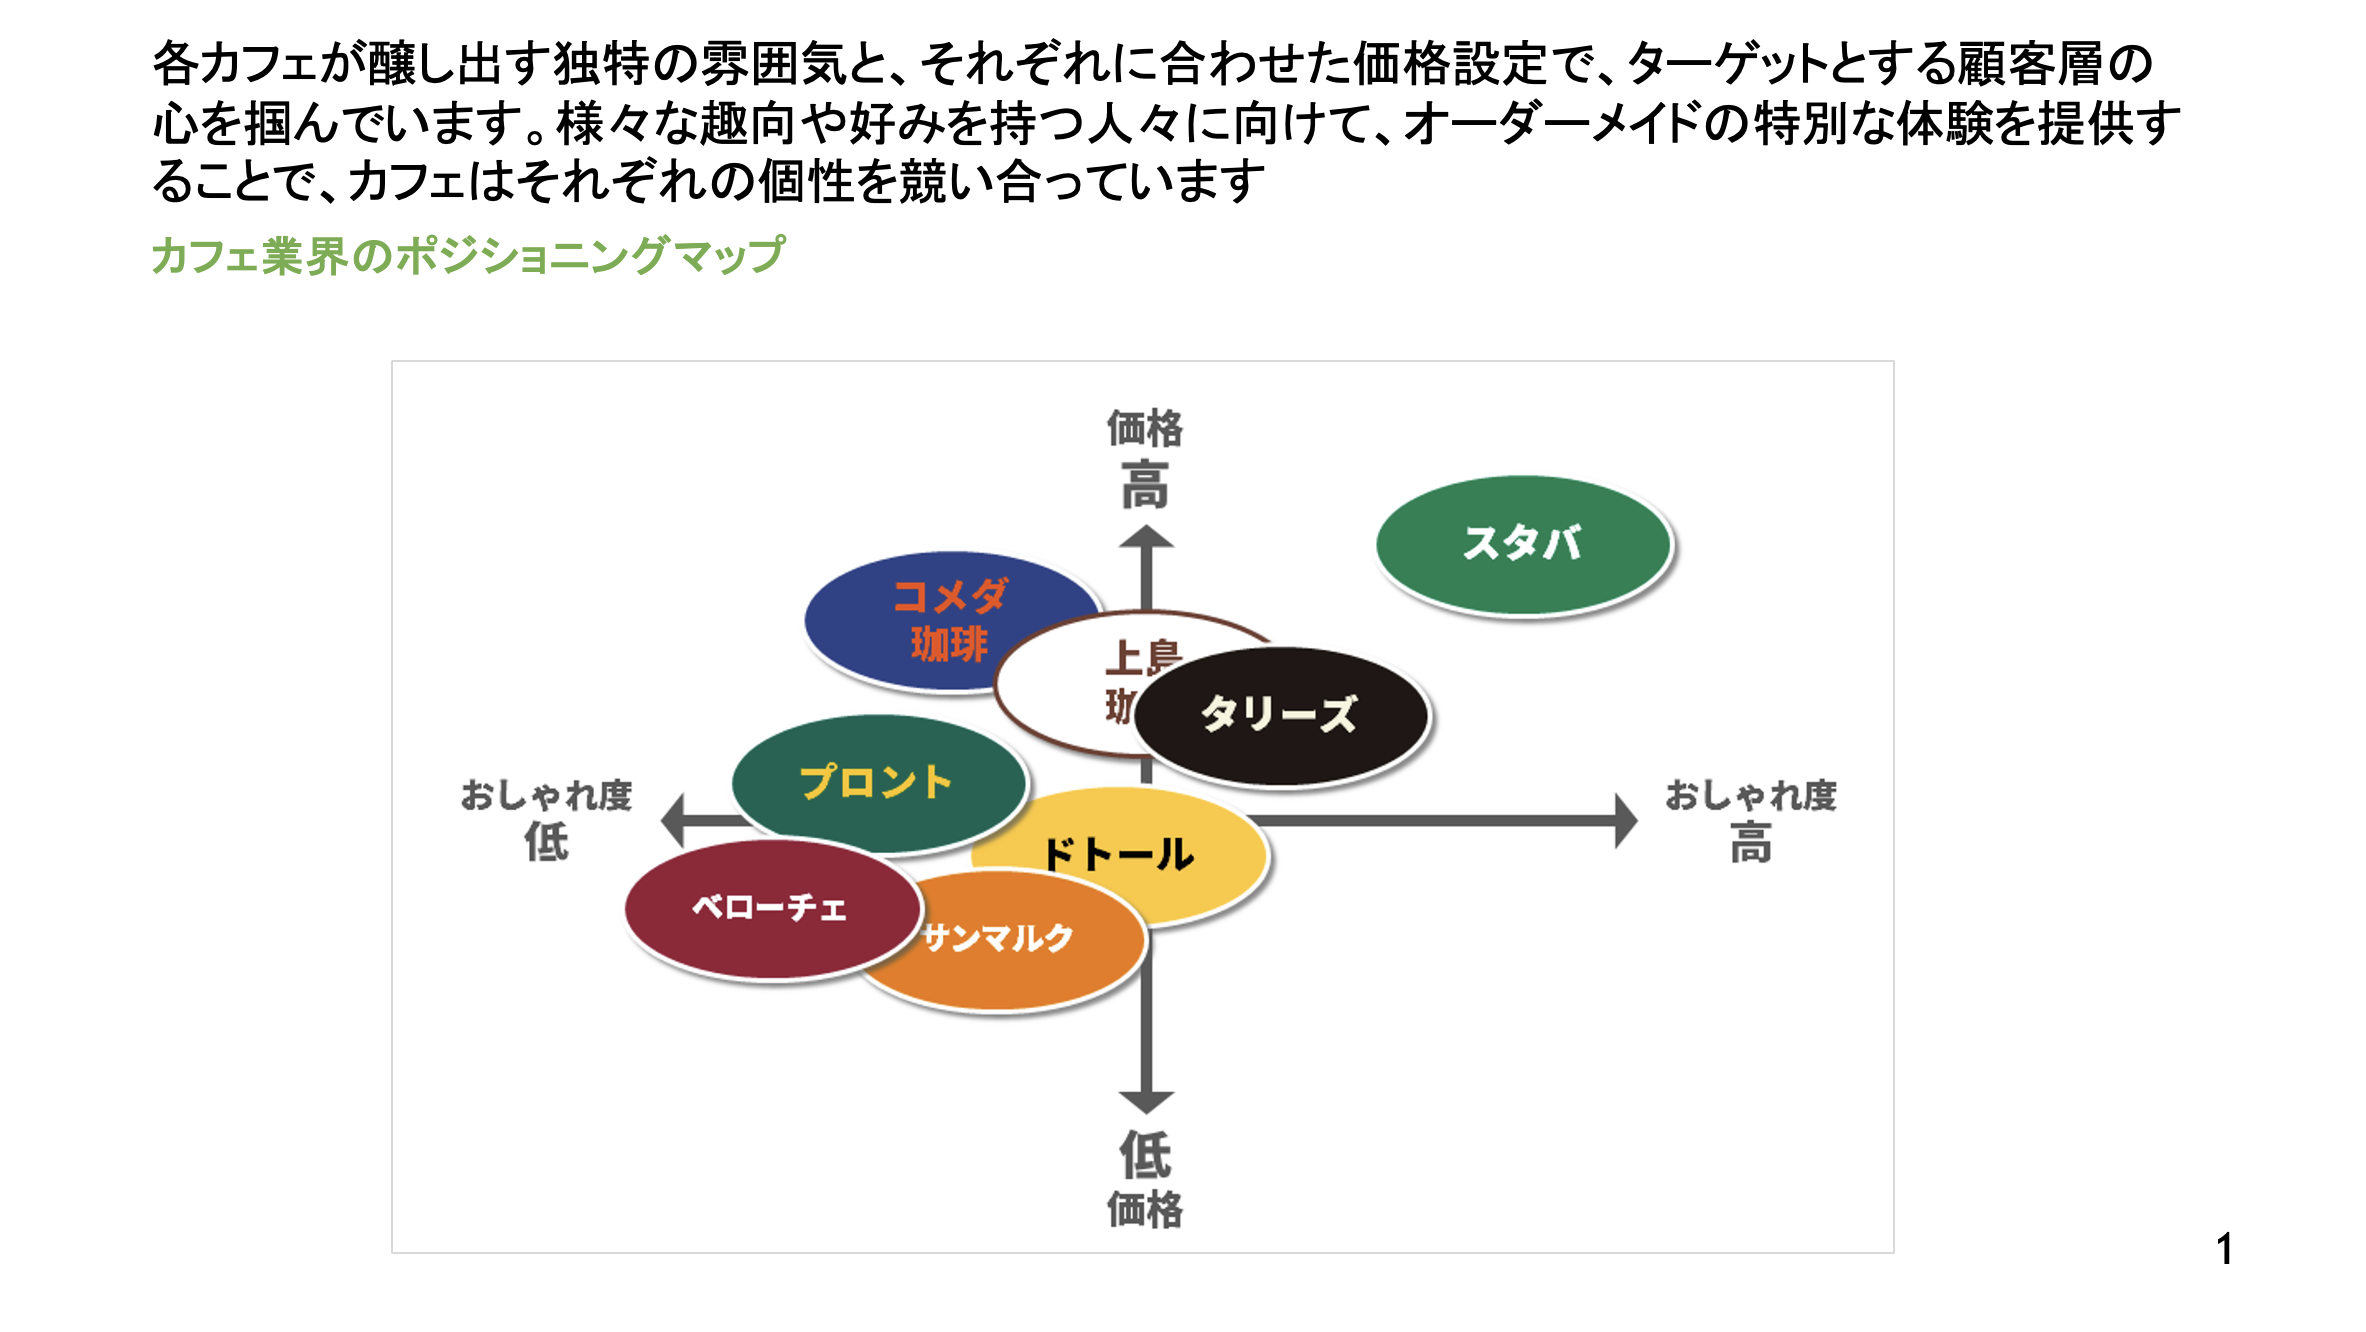 各カフェが醸し出す独特の雰囲気と、それぞれに合わせた価格設定で、ターゲットとする顧客層の
心を掴んでいます。様々な趣向や好みを持つ人々に向けて、オーダーメイドの特別な体験を提供す
ることで、カフェはそれぞれの個性を競い合っています
カフェ業界のポジショニングマップ
価格
高
スタバ
コメダ
珈琲
上島
珈
タリーズ
プロント
おしゃれ度
低
おしゃれ度
高
ドトール
ベローチェ
サンマルク
低
価格
1